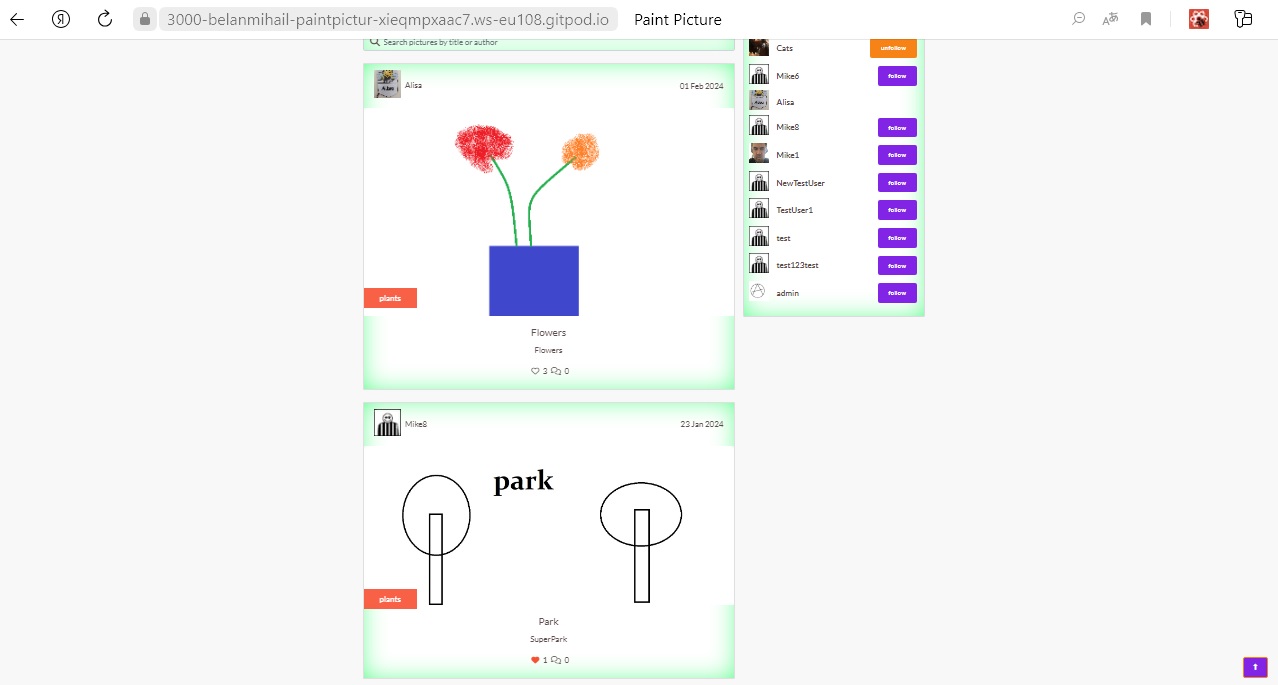 3000-belanmihail-paintpictur-xieqmpxaac7.ws-eu108.gitpod.io Paint Picture
Search pictures by title or author
Alisa 01 Feb 2024
plants
Flowers
Flowers
3 0
Mike8 23 Jan 2024
park
plants
Park
SuperPark
1 0
Cats unfollow
Mike6 follow
Alisa
Mike8 follow
Mike1 follow
NewTestUser follow
TestUser1 follow
test follow
test123test follow
admin follow